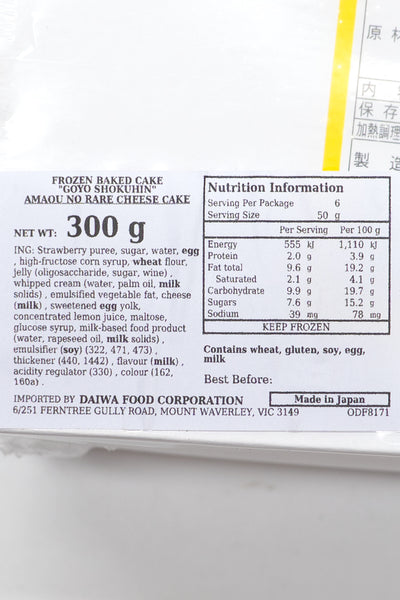 原 材
内
保 存
加熱調理
製 造
FROZEN BAKED CAKE
"GOYO SHOKUHIN"
AMAOU NO RARE CHEESE CAKE
NET WT: 300 g
ING: Strawberry puree, sugar, water, egg
, high-fructose corn syrup, wheat flour,
jelly (oligosaccharide, sugar, wine) ,
whipped cream (water, palm oil, milk
solids) , emulsified vegetable fat, cheese
(milk) , sweetened egg yolk,
concentrated lemon juice, maltose,
glucose syrup, milk-based food product
(water, rapeseed oil, milk solids) ,
emulsifier (soy) (322, 471, 473) ,
thickener (440, 1442) , flavour (milk) ,
acidity regulator (330) , colour (162,
160a) .
Nutrition Information
Serving Per Package 6
Serving Size 50 g
Per Serving Per 100 g
Energy 555 kJ 1,110 kJ
Protein 2.0 g 3.9 g
Fat total 9.6 g 19.2 g
Saturated 2.1 g 4.1 g
Carbohydrate 9.9 g 19.7 g
Sugars 7.6 g 15.2 g
Sodium 39 mg 78 mg
KEEP FROZEN
Contains wheat, gluten, soy, egg,
milk
Best Before:
IMPORTED BY DAIWA FOOD CORPORATION Made in Japan
6/251 FERNTREE GULLY ROAD, MOUNT WAVERLEY, VIC 3149 ODF8171